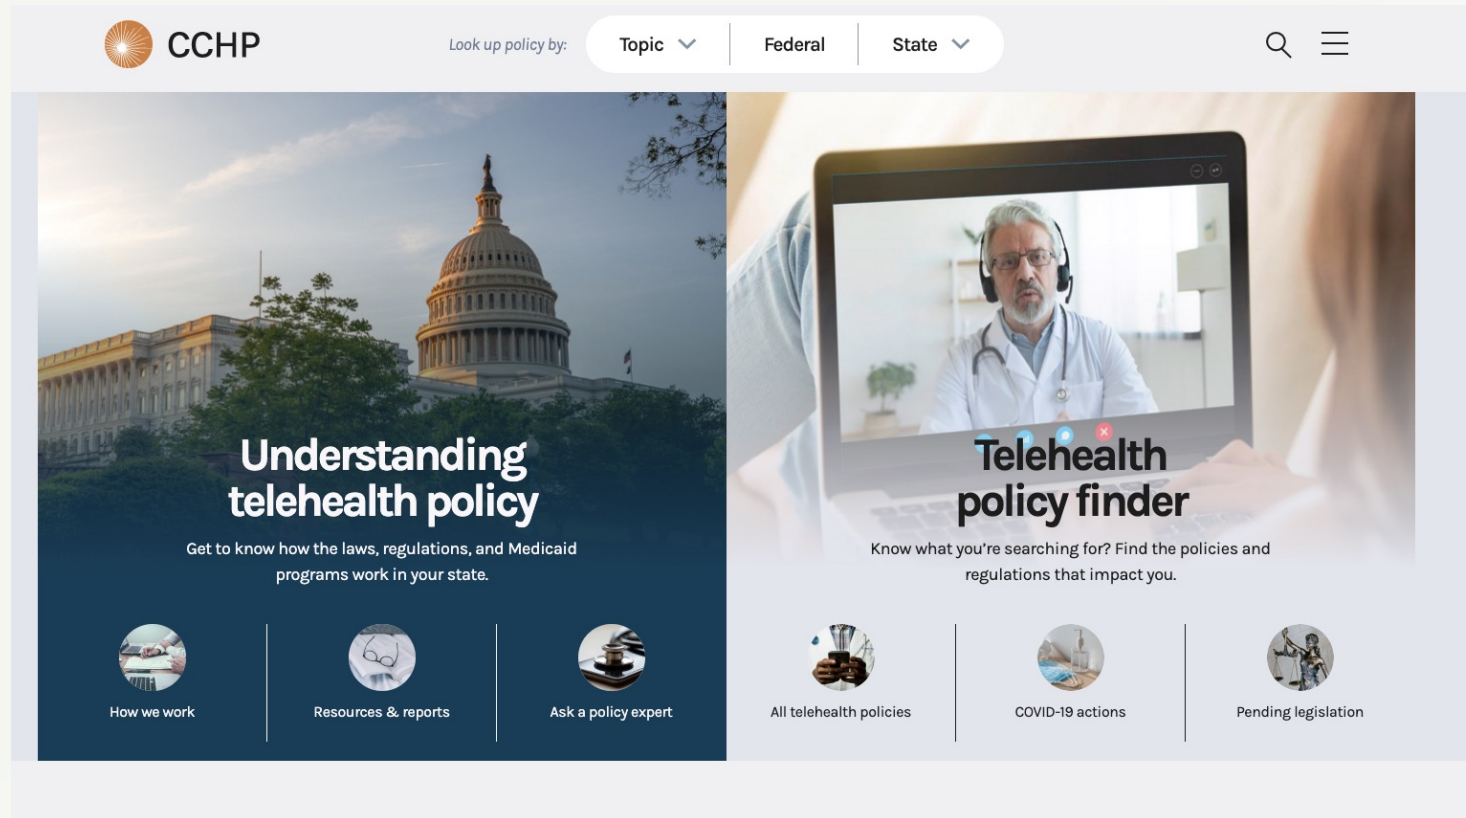 CCHP
Look up policy by:
Topic
Federal
State
Understanding
telehealth policy
Get to know how the laws, regulations, and Medicaid
programs work in your state.
How we work
Resources & reports
Ask a policy expert
Telehealth
policy finder
Know what you’re searching for? Find the policies and
regulations that impact you.
All telehealth policies
COVID-19 actions
Pending legislation